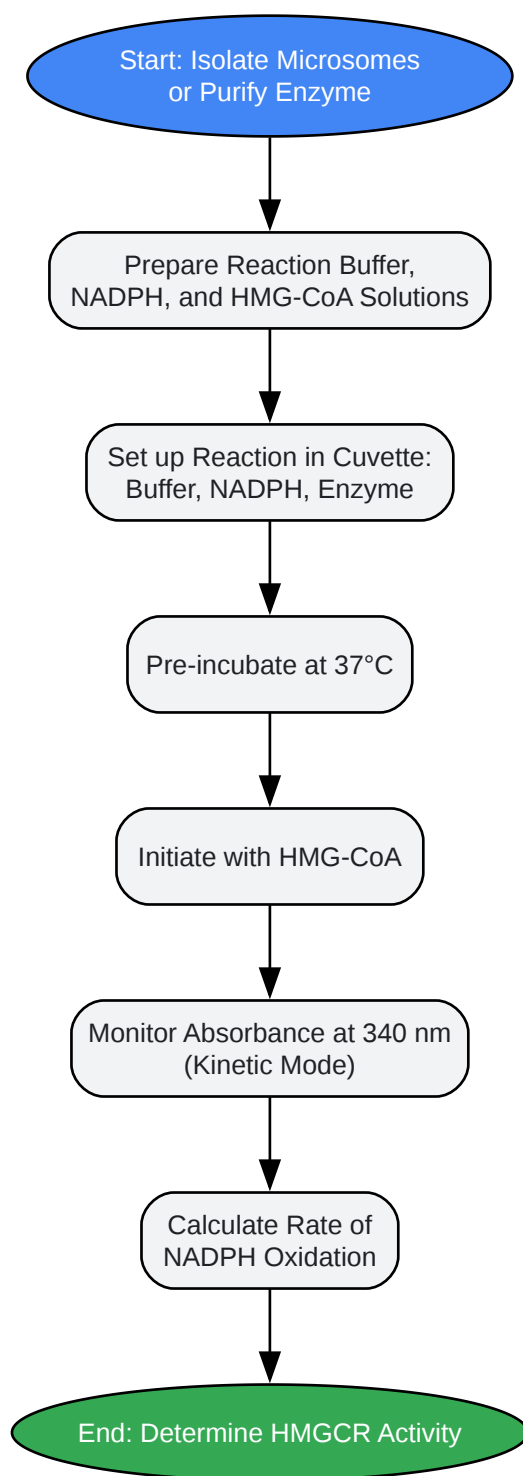 Start: Isolate Microsomes
or Purify Enzyme
Prepare Reaction Buffer,
NADPH, and HMG-CoA Solutions
Set up Reaction in Cuvette:
Buffer, NADPH, Enzyme
Pre-incubate at 37°C
Initiate with HMG-CoA
Monitor Absorbance at 340 nm
(Kinetic Mode)
Calculate Rate of
NADPH Oxidation
End: Determine HMGCR Activity